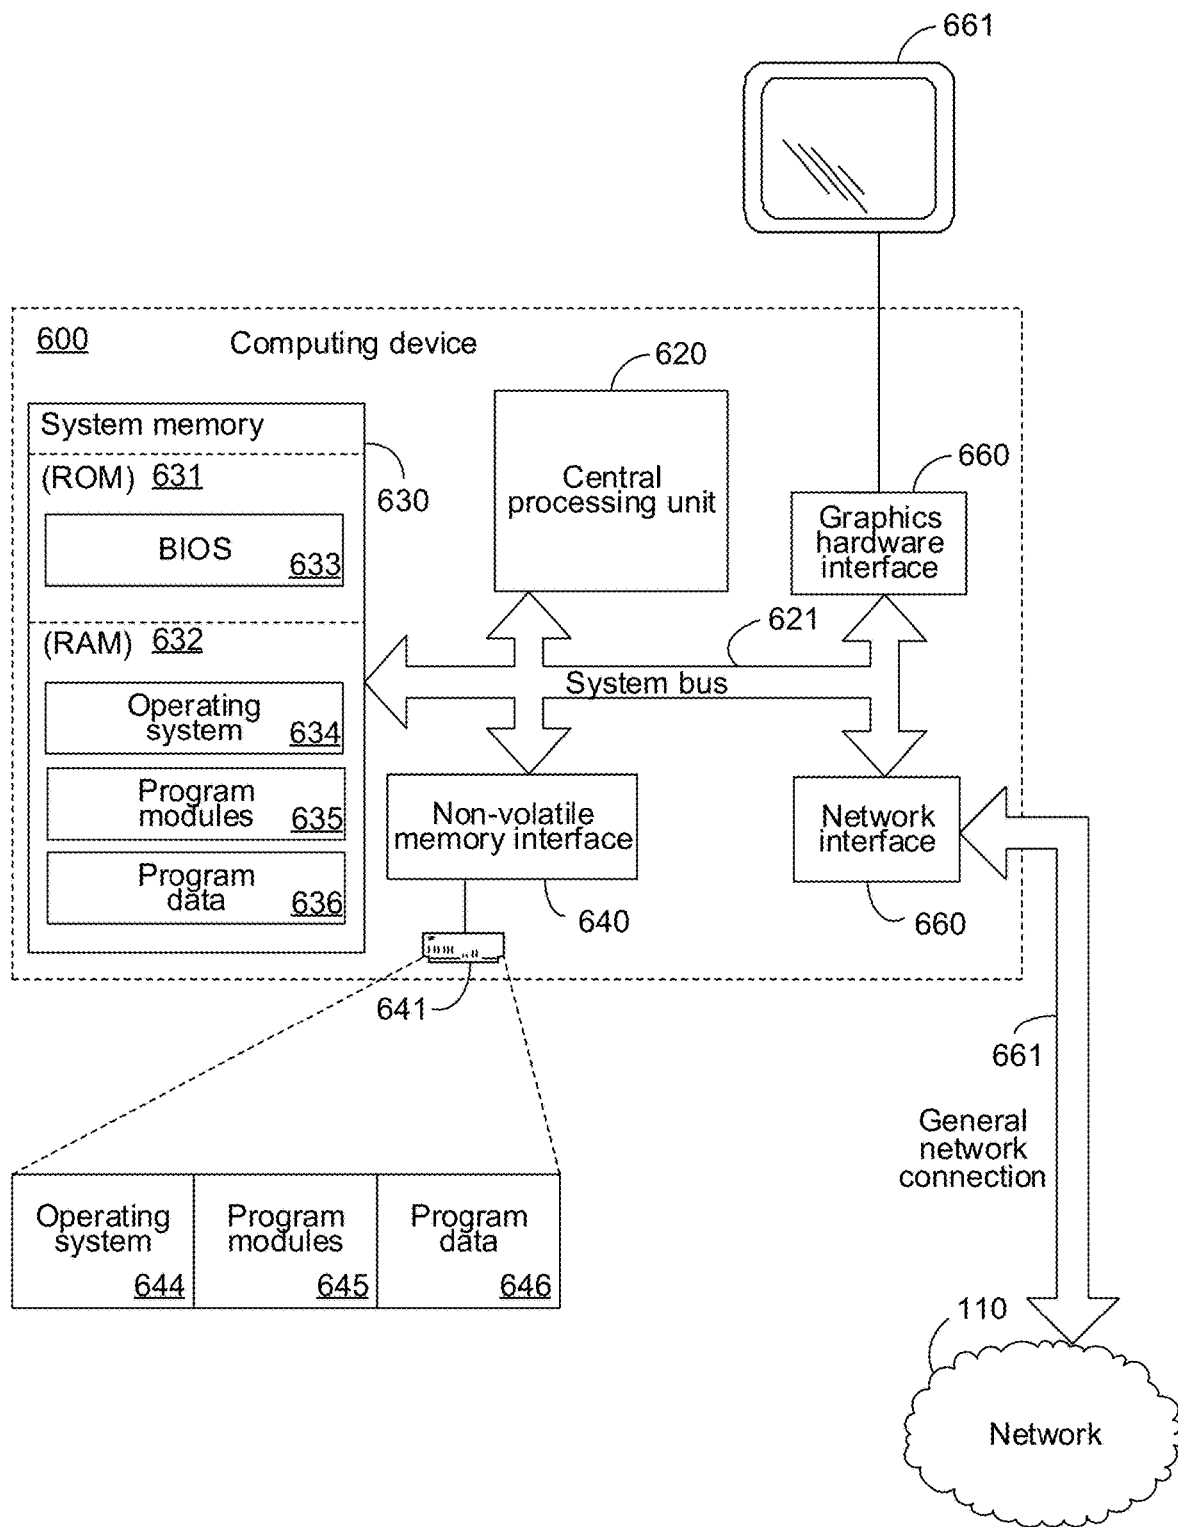 661
600
Computing device
620
System memory
630
(ROM) 631
BIOS
633
Central
processing unit
660
Graphics
hardware
interface
(RAM) 632
621
System bus
Operating
system
634
Program
modules
635
Program
data
636
Non-volatile
memory interface
640
641
Network
interface
660
661
General
network
connection
Operating
system
644
Program
modules
645
Program
data
646
110
Network